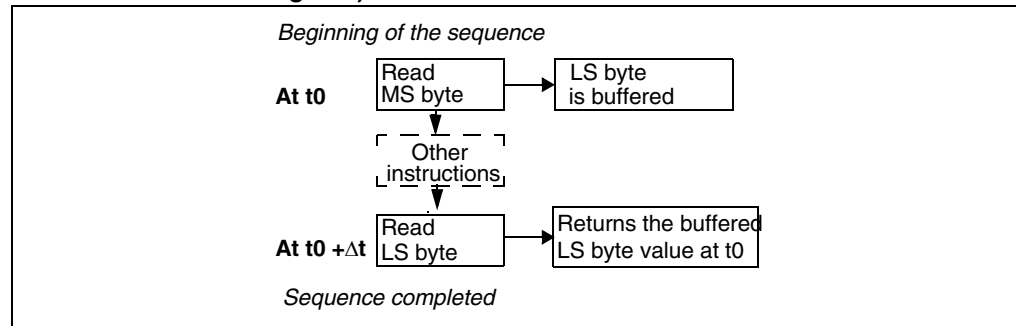 Beginning of the sequence
At t0
Read
MS byte
LS byte
is buffered
Other
instructions
At t0 +Δt
Read
LS byte
Returns the buffered
LS byte value at t0
Sequence completed